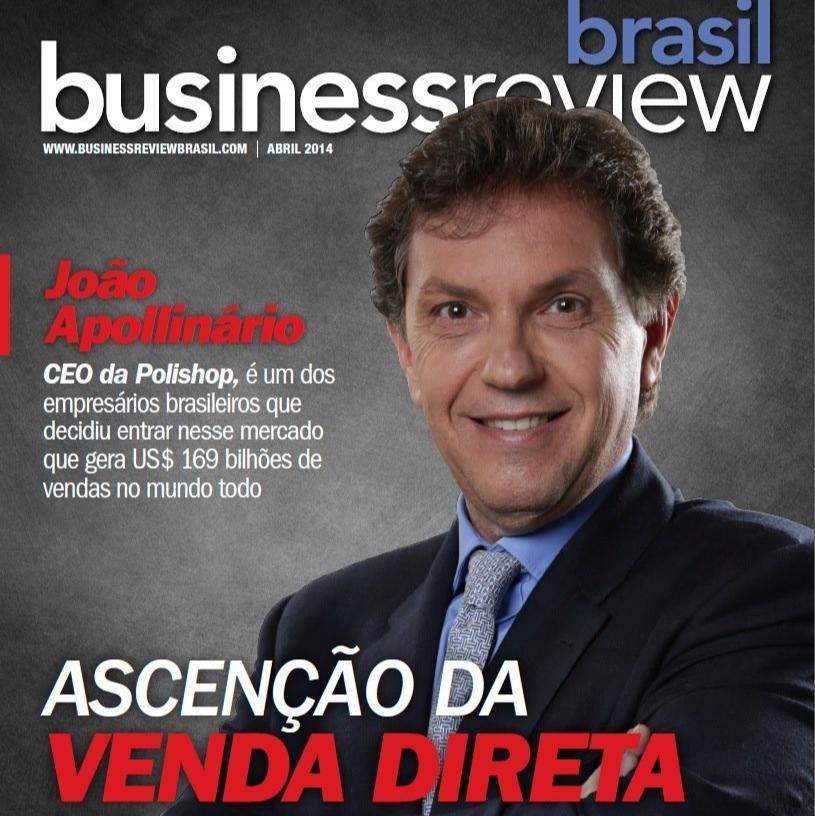 brasil
businessreview
WWW.BUSINESSREVIEWBRASIL.COM | ABRIL 2014
João
Apollinário
CEO da Polishop, é um dos
empresários brasileiros que
decidiu entrar nesse mercado
que gera US$ 169 bilhões de
vendas no mundo todo
ASCENÇÃO DA
VENDA DIRETA